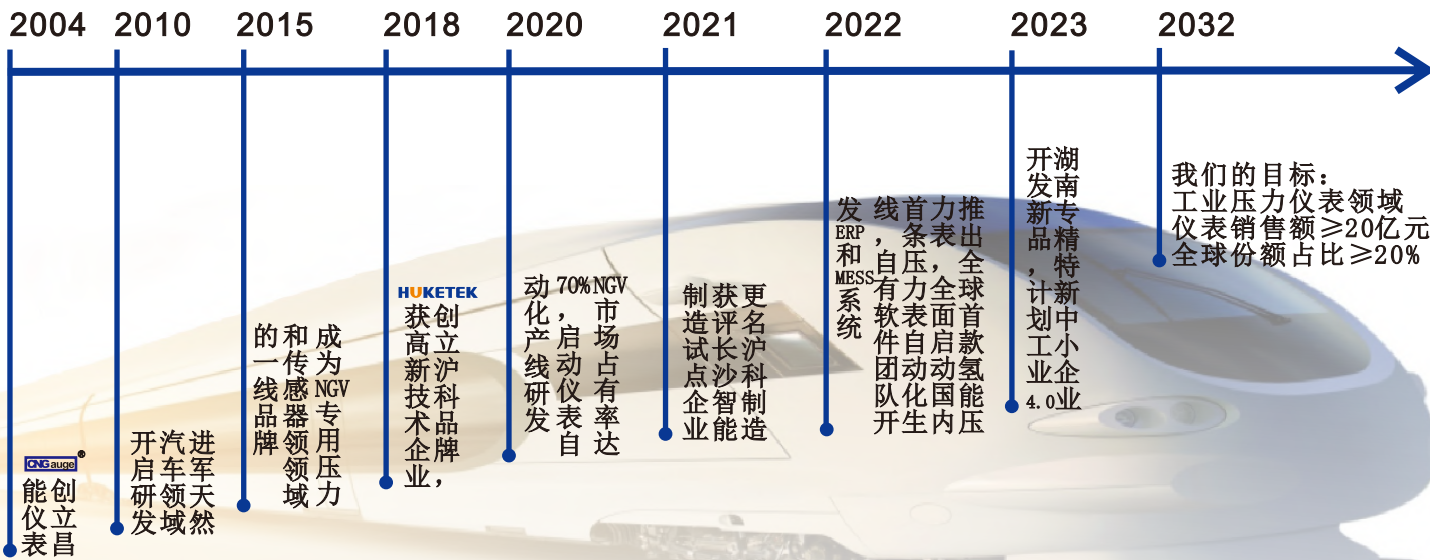 2004
2010
2015
2018
2020
2021
2022
2023
2032
CNGauge®
创立昌
能仪表
进军天然
汽车领域
开启研发
成为NGV专用压力
和传感器领域
的一线品牌
HUKETEK
创立沪科品牌，
获高新技术企业
NGV市场占有率达
70%，启动仪表自
动化产线研发
更名沪科制造
获评长沙智能
制造试点企业
推出全球首款氢能压
力表，全面启动国内
首条压力表自动化生
线，自有软件团队开
发ERP和MESS系统
湖南专精特新中小企业
开发新品，计划工业4.0
我们的目标：
工业压力仪表领域
仪表销售额≥20亿元
全球份额占比≥20%